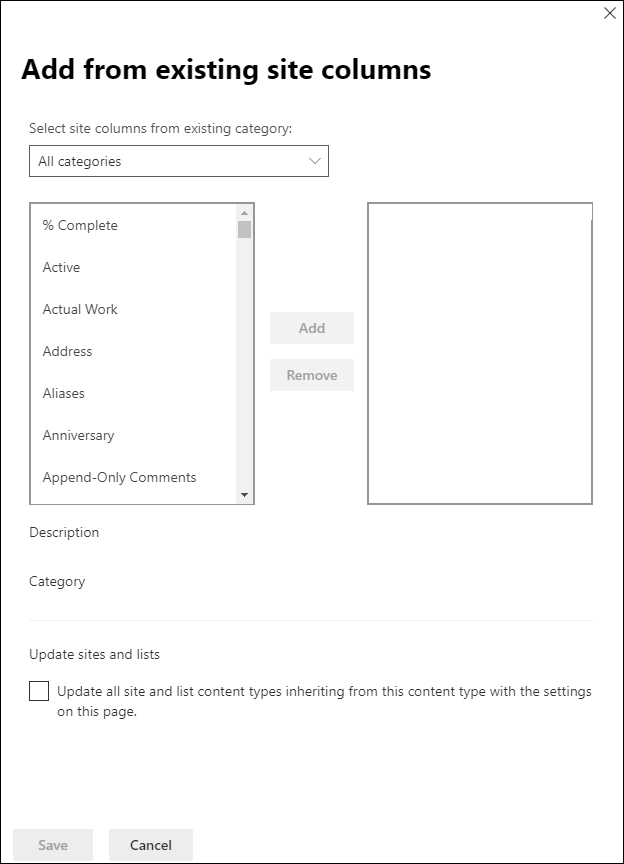 Add from existing site columns
Select site columns from existing category:
All categories
% Complete
Active
Actual Work
Address
Aliases
Anniversary
Append-Only Comments
Add
Remove
Description
Category
Update sites and lists
Update all site and list content types inheriting from this content type with the settings
on this page.
Save
Cancel